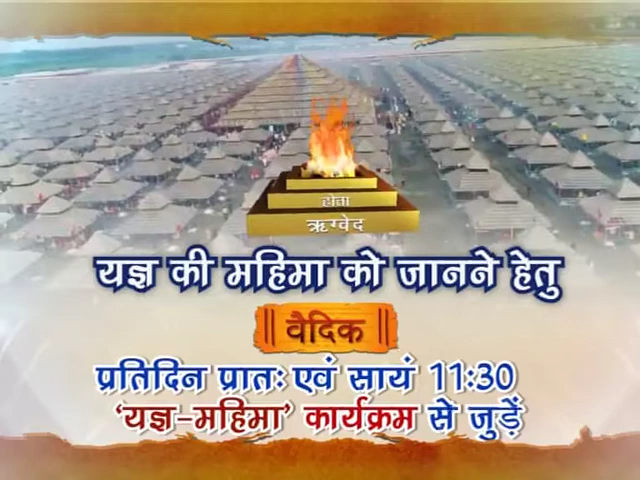 होता
ऋग्वेद
यज्ञ की महिमा को जानने हेतु
॥ वैदिक ॥
प्रतिदिन प्रातः एवं सायं 11:30
‘यज्ञ-महिमा’ कार्यक्रम से जुड़ें